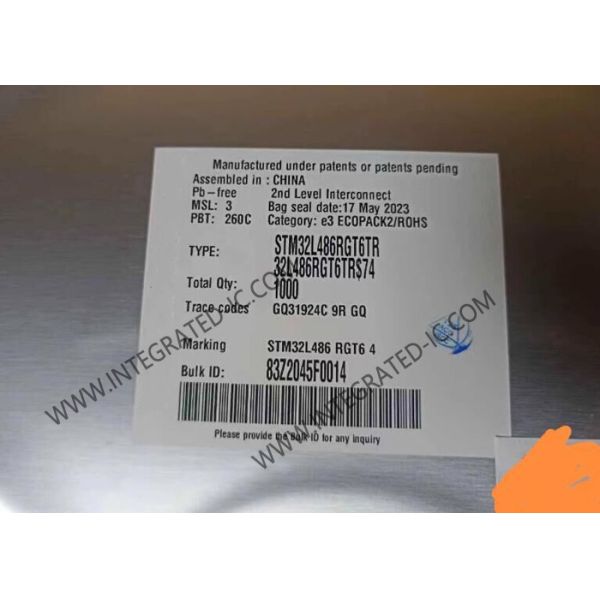 Manufactured under patents or patents pending
Assembled in : CHINA
Pb-free 2nd Level Interconnect
MSL: 3 Bag seal date:17 May 2023
PBT: 260C Category: e3 ECOPACK2/ROHS
TYPE: STM32L486RGT6TR
32L486RGT6TR$74
Total Qty: 1000
Trace codes GQ31924C 9R GQ
Marking STM32L486 RGT6 4
Bulk ID: 83Z2045F0014
Please provide the Bulk ID for any inquiry
WWW.INTEGRATED-IC.COM
WWW.INTEGRATED-IC.COM